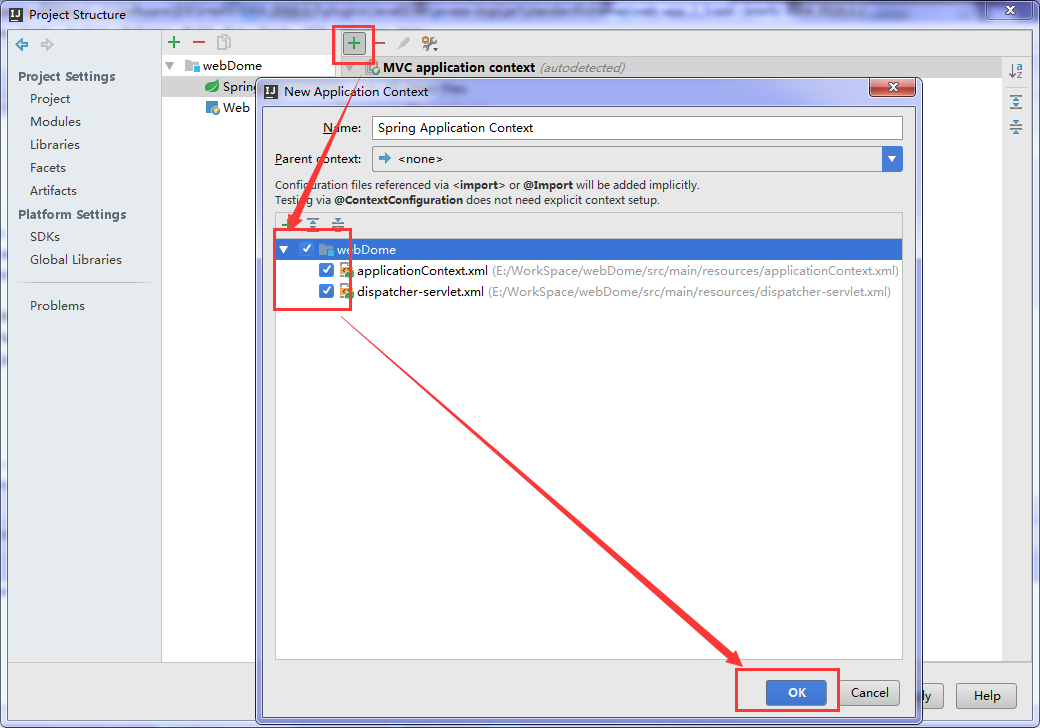 Project Structure
Project Settings
Project
Modules
Libraries
Facets
Artifacts
Platform Settings
SDKs
Global Libraries
Problems
webDome
Spring
Web
MVC application context (autodetected)
New Application Context
Name: Spring Application Context
Parent context: <none>
Configuration files referenced via <import> or @Import will be added implicitly.
Testing via @ContextConfiguration does not need explicit context setup.
webDome
applicationContext.xml (E:/WorkSpace/webDome/src/main/resources/applicationContext.xml)
dispatcher-servlet.xml (E:/WorkSpace/webDome/src/main/resources/dispatcher-servlet.xml)
OK Cancel
Help